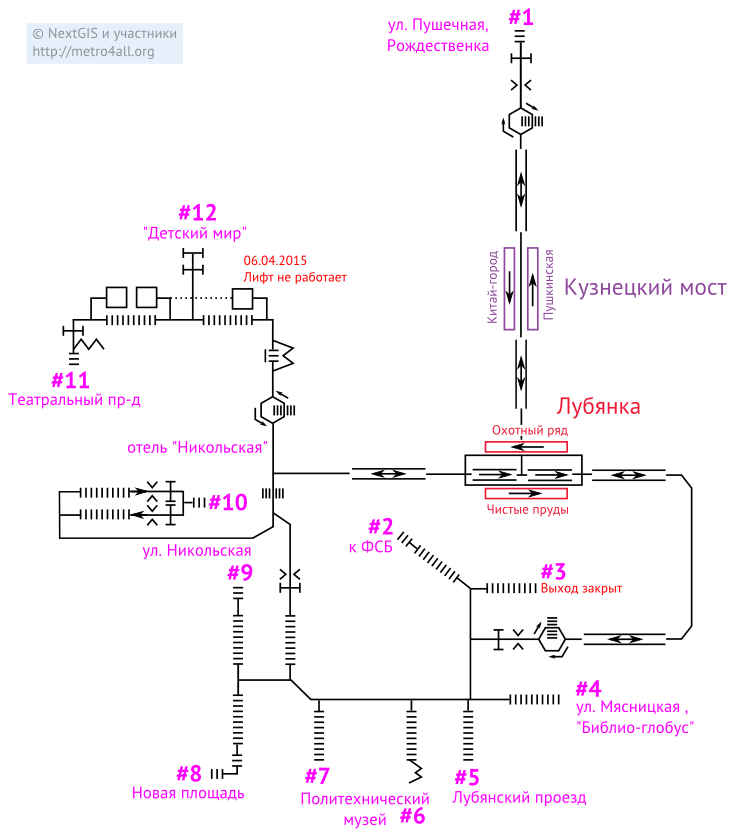 © NextGIS и участники
http://metro4all.org
#1
ул. Пушечная,
Рождественка
#12
"Детский мир"
06.04.2015
Лифт не работает
Китай-город
Пушкинская
Кузнецкий мост
#11
Театральный пр-д
Лубянка
Охотный ряд
отель "Никольская"
#10
Чистые пруды
#2
к ФСБ
ул. Никольская
#9
#3
Выход закрыт
#4
ул. Мясницкая ,
"Библио-глобус"
#8
Новая площадь
#7
Политехнический
музей #6
#5
Лубянский проезд